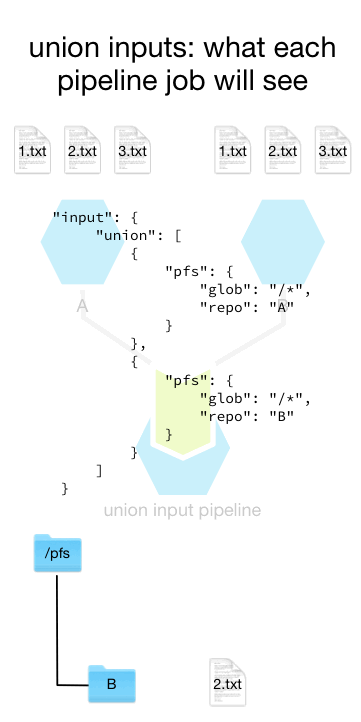 union inputs: what each
pipeline job will see
1.txt 2.txt 3.txt 1.txt 2.txt 3.txt
"input": {
"union": [
{
"pfs": {
"glob": "/*",
"repo": "A"
}
},
{
"pfs": {
"glob": "/*",
"repo": "B"
}
}
]
}
A
union input pipeline
/pfs
B
2.txt